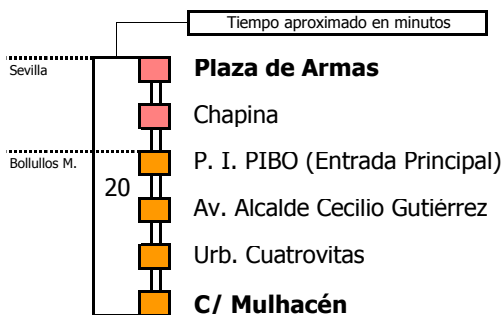 Tiempo aproximado en minutos
Sevilla
Plaza de Armas
Chapina
Bollullos M.
P. I. PIBO (Entrada Principal)
20
Av. Alcalde Cecilio Gutiérrez
Urb. Cuatrovitas
C/ Mulhacén